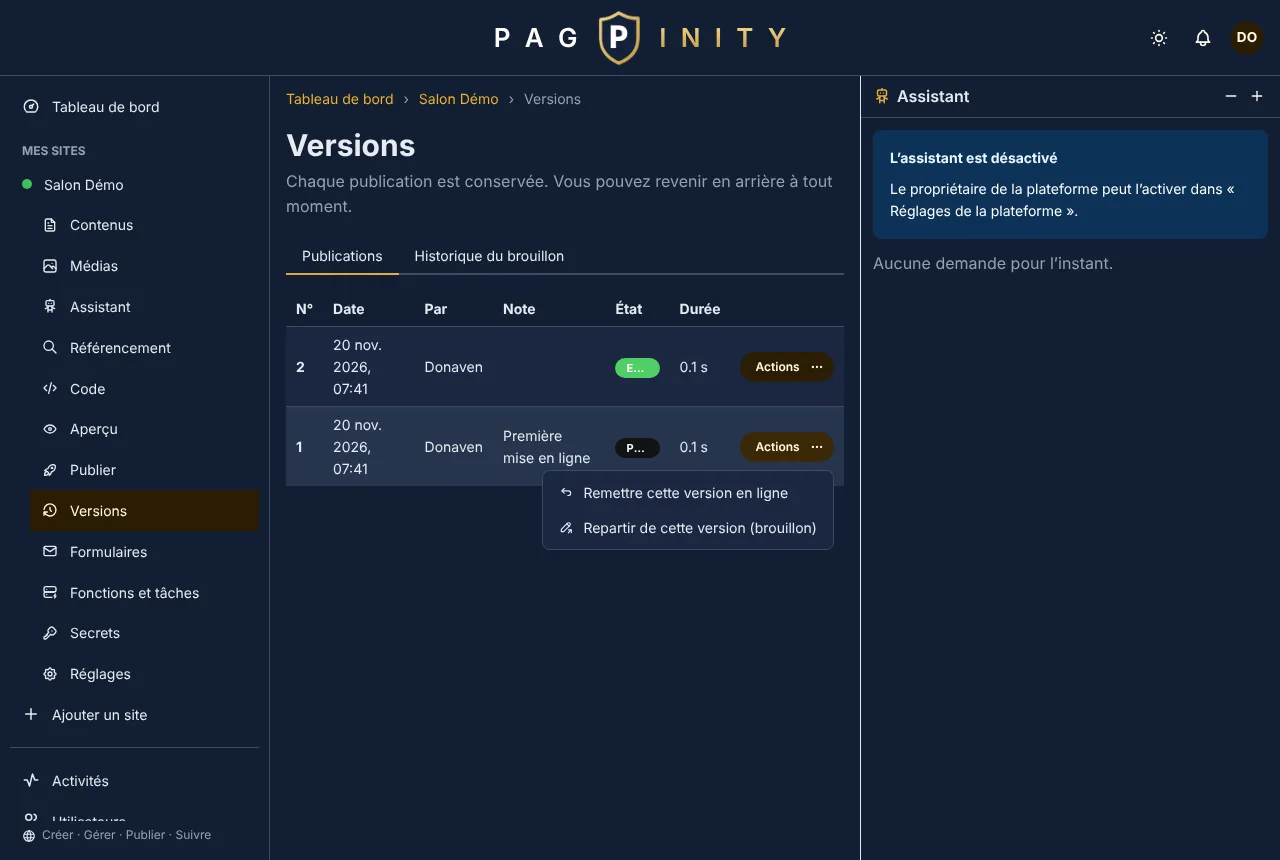 PAGPINITY
DO
Tableau de bord
MES SITES
Salon Démo
Contenus
Médias
Assistant
Référencement
Code
Aperçu
Publier
Versions
Formulaires
Fonctions et tâches
Secrets
Réglages
Ajouter un site
Activités
Utilisateurs
Créer · Gérer · Publier · Suivre
Tableau de bord › Salon Démo › Versions
Versions
Chaque publication est conservée. Vous pouvez revenir en arrière à tout
moment.
Publications Historique du brouillon
N° Date Par Note État Durée
2 20 nov. 2026, 07:41 Donaven E... 0.1 s Actions ···
1 20 nov. 2026, 07:41 Donaven Première mise en ligne P... 0.1 s Actions ···
Remettre cette version en ligne
Repartir de cette version (brouillon)
Assistant
L’assistant est désactivé
Le propriétaire de la plateforme peut l’activer dans «
Réglages de la plateforme ».
Aucune demande pour l’instant.